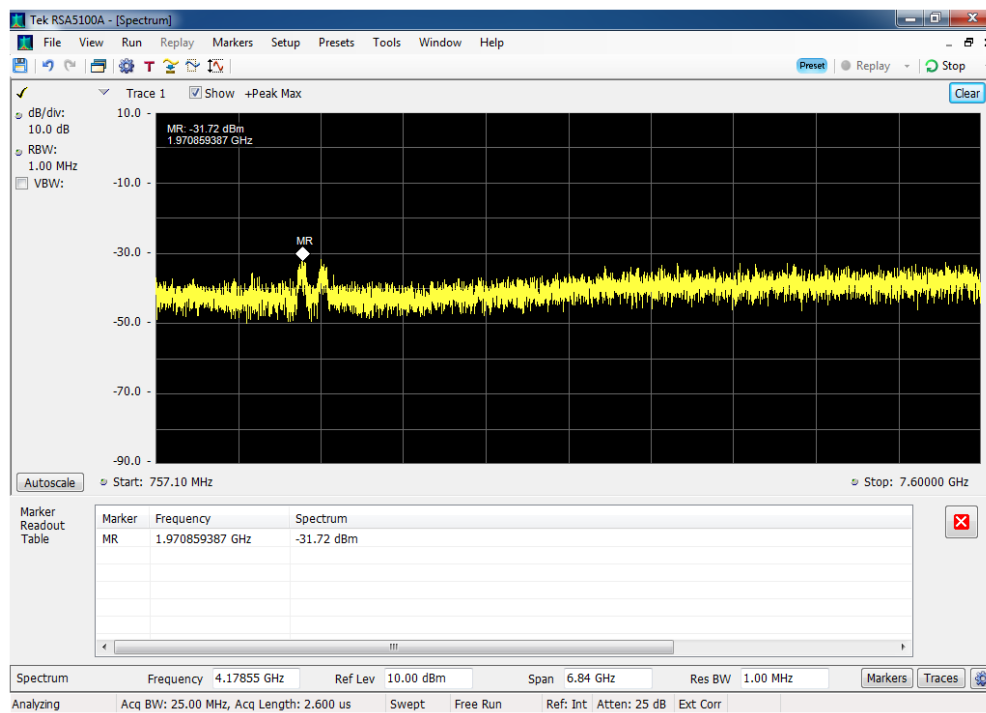 Tek RSA5100A - [Spectrum]
File View Run Replay Markers Setup Presets Tools Window Help
T Preset Replay Stop
Trace 1 Show +Peak Max Clear
dB/div:
10.0 dB
RBW:
1.00 MHz
VBW:
10.0
-10.0
-30.0
-50.0
-70.0
-90.0
MR: -31.72 dBm
1.970859387 GHz
MR
Autoscale Start: 757.10 MHz Stop: 7.60000 GHz
Marker
Readout
Table
Marker Frequency Spectrum
MR 1.970859387 GHz -31.72 dBm
Spectrum Frequency 4.17855 GHz Ref Lev 10.00 dBm Span 6.84 GHz Res BW 1.00 MHz Markers Traces
Analyzing Acq BW: 25.00 MHz, Acq Length: 2.600 us Swept Free Run Ref: Int Atten: 25 dB Ext Corr